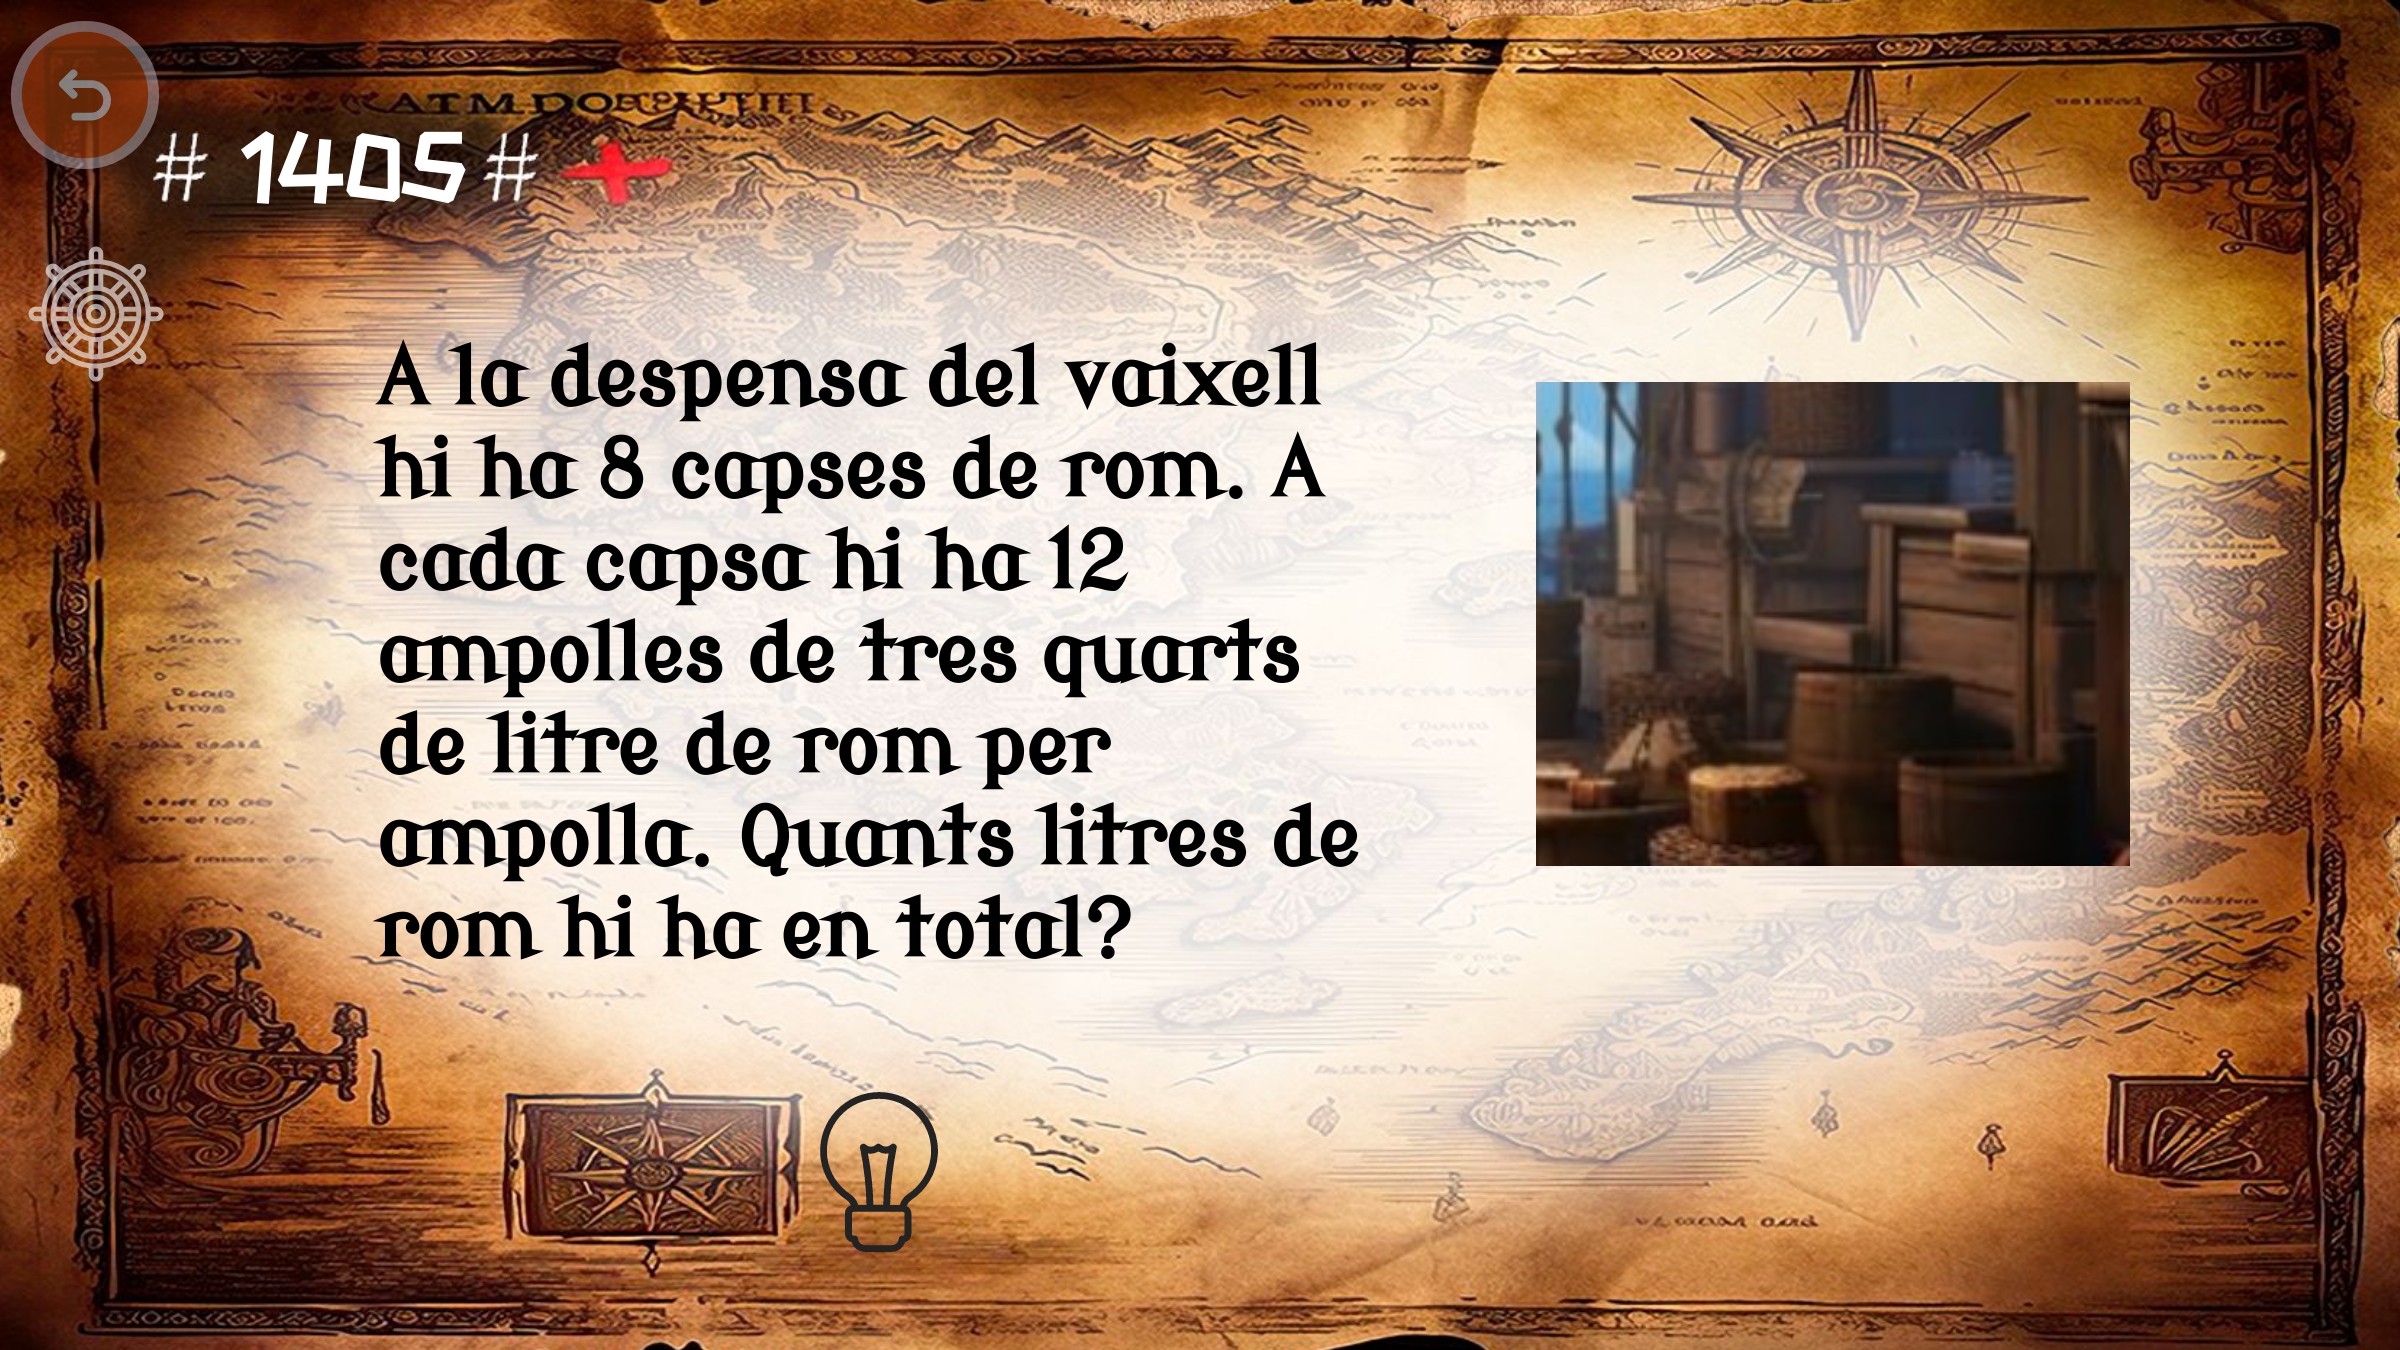 # 1405 #
A la despensa del vaixell
hi ha 8 capses de rom. A
cada capsa hi ha 12
ampolles de tres quarts
de litre de rom per
ampolla. Quants litres de
rom hi ha en total?